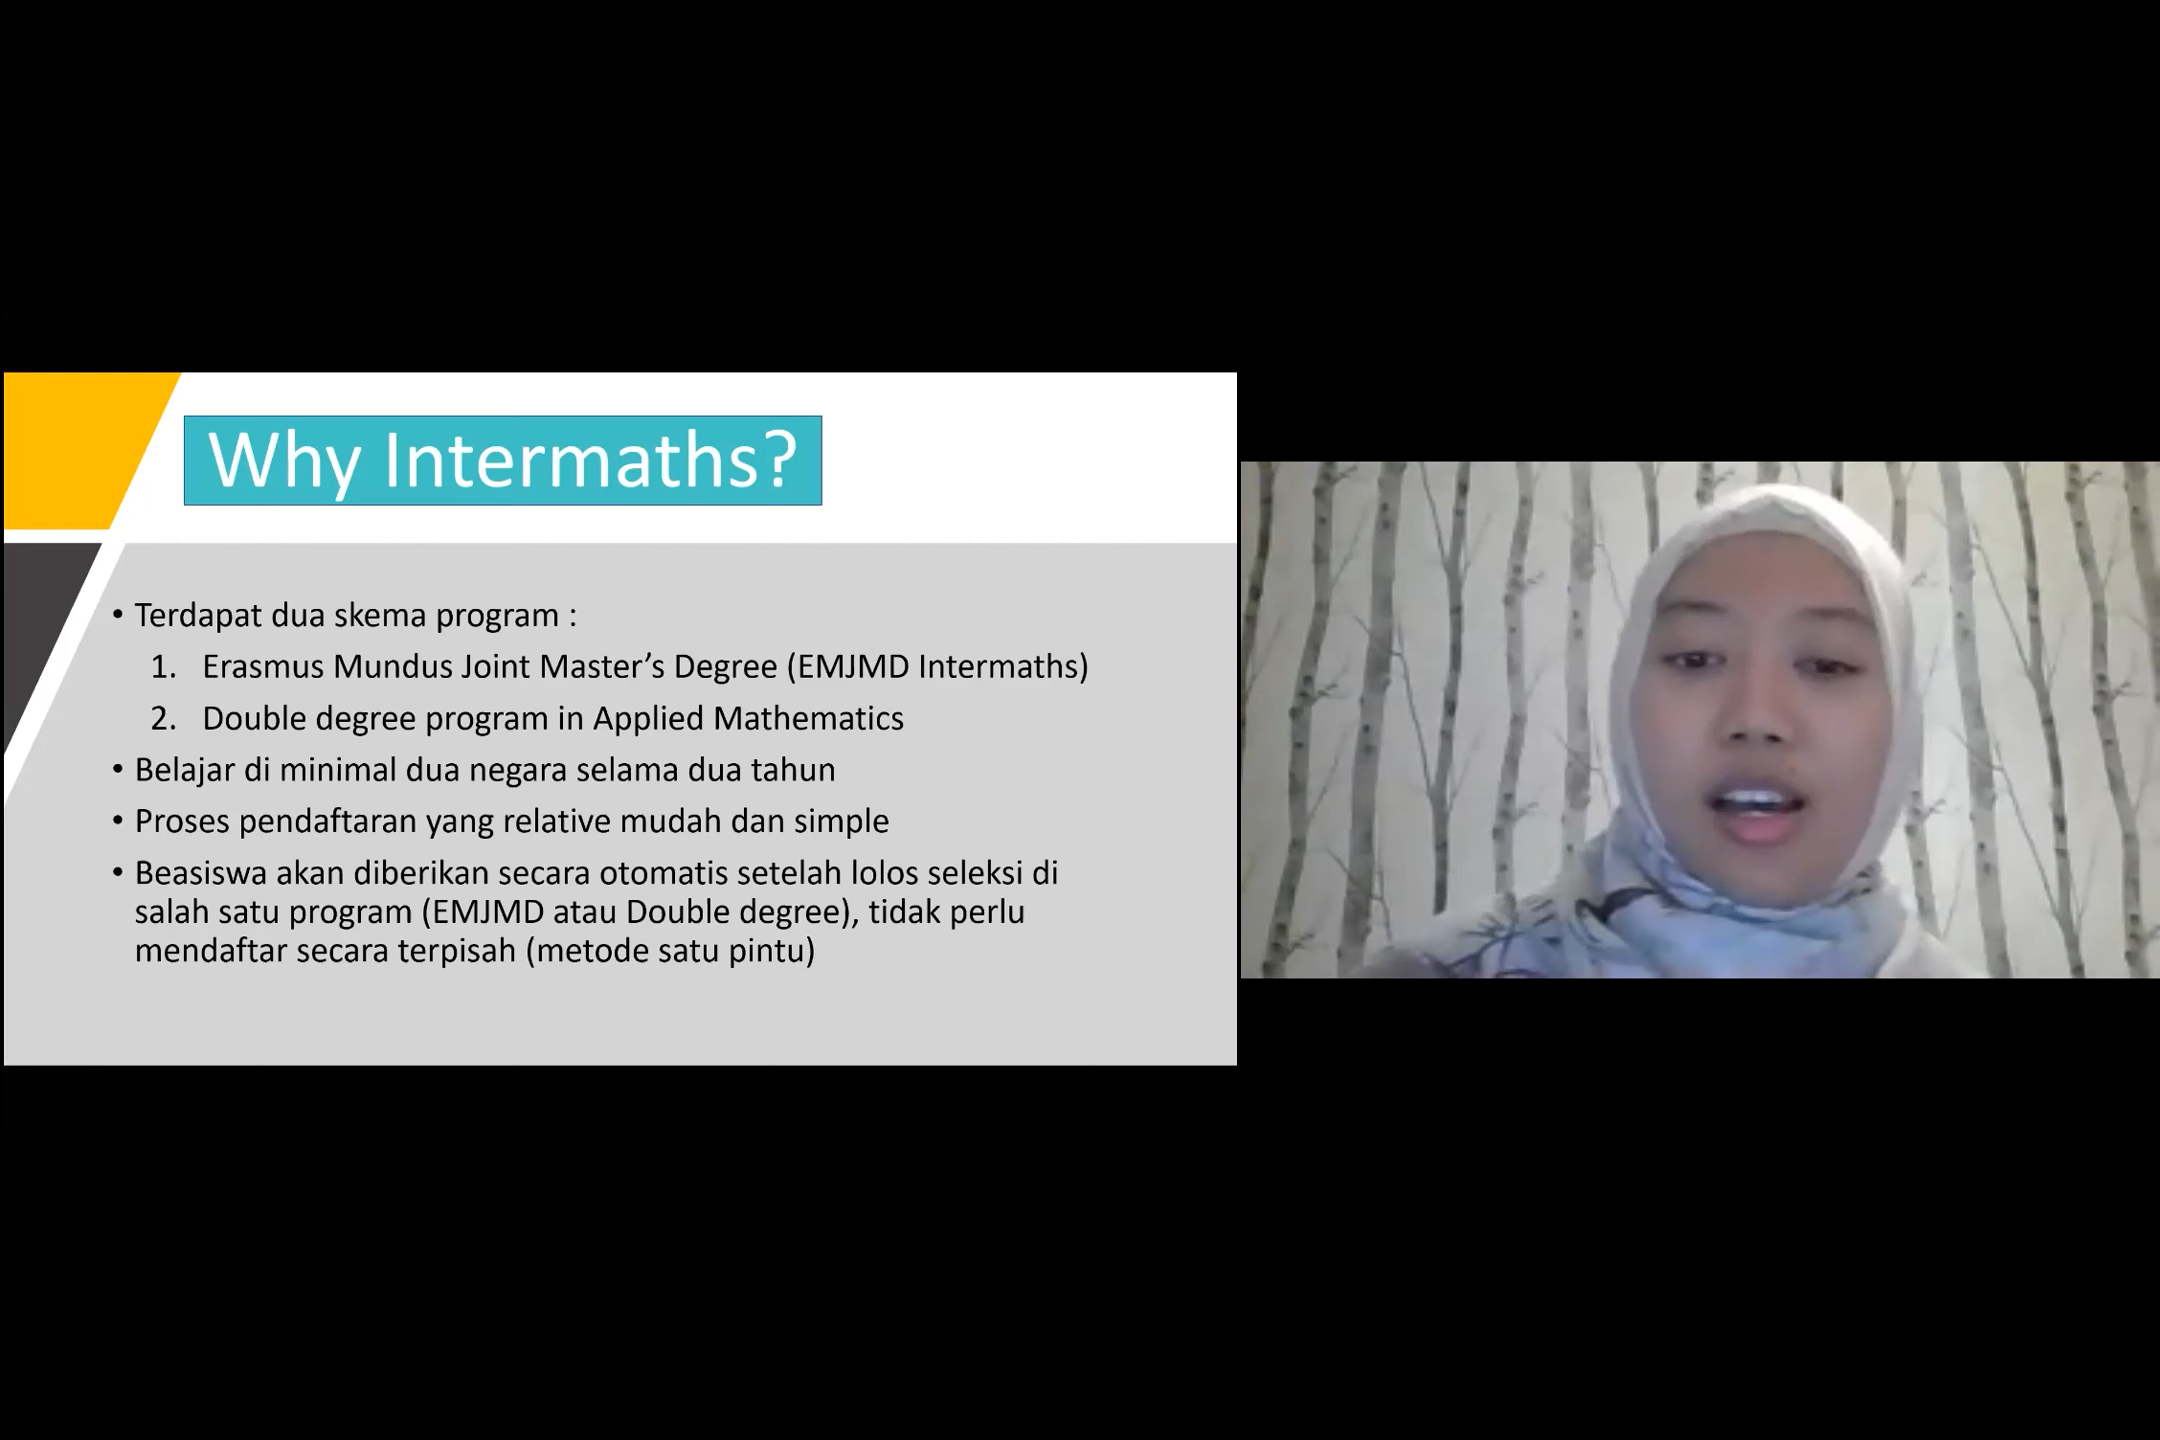 Why Intermaths?
• Terdapat dua skema program :
1. Erasmus Mundus Joint Master’s Degree (EMJMD Intermaths)
2. Double degree program in Applied Mathematics
• Belajar di minimal dua negara selama dua tahun
• Proses pendaftaran yang relative mudah dan simple
• Beasiswa akan diberikan secara otomatis setelah lolos seleksi di
salah satu program (EMJMD atau Double degree), tidak perlu
mendaftar secara terpisah (metode satu pintu)